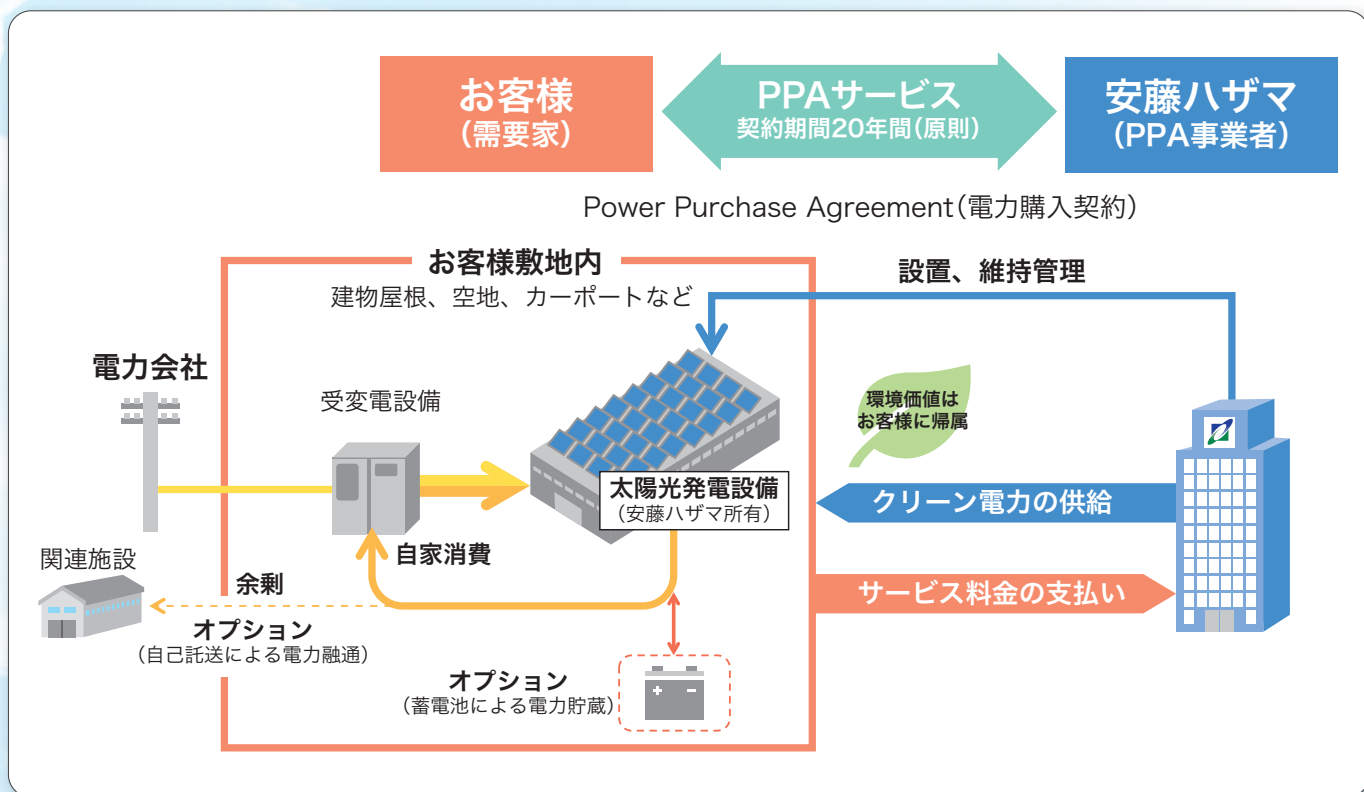 お客様
（需要家）
PPAサービス
契約期間20年間（原則）
安藤ハザマ
（PPA事業者）
Power Purchase Agreement（電力購入契約）
お客様敷地内
建物屋根、空地、カーポートなど
設置、維持管理
電力会社
受変電設備
環境価値は
お客様に帰属
太陽光発電設備
（安藤ハザマ所有）
クリーン電力の供給
自家消費
関連施設
余剰
サービス料金の支払い
オプション
（自己託送による電力融通）
オプション
（蓄電池による電力貯蔵）